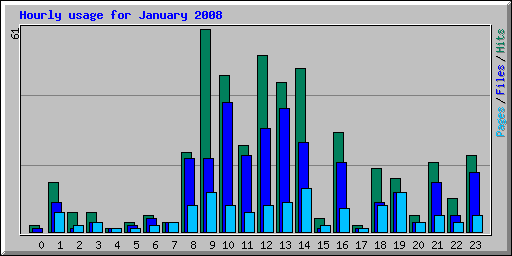 Hourly usage for January 2008
61
Pages / Files / Hits
0 1 2 3 4 5 6 7 8 9 10 11 12 13 14 15 16 17 18 19 20 21 22 23